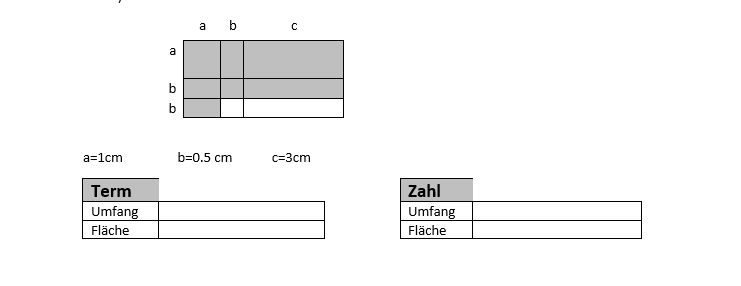 a b c
a
b
b
a=1cm b=0.5 cm c=3cm
Term Zahl
Umfang Umfang
Fläche Fläche